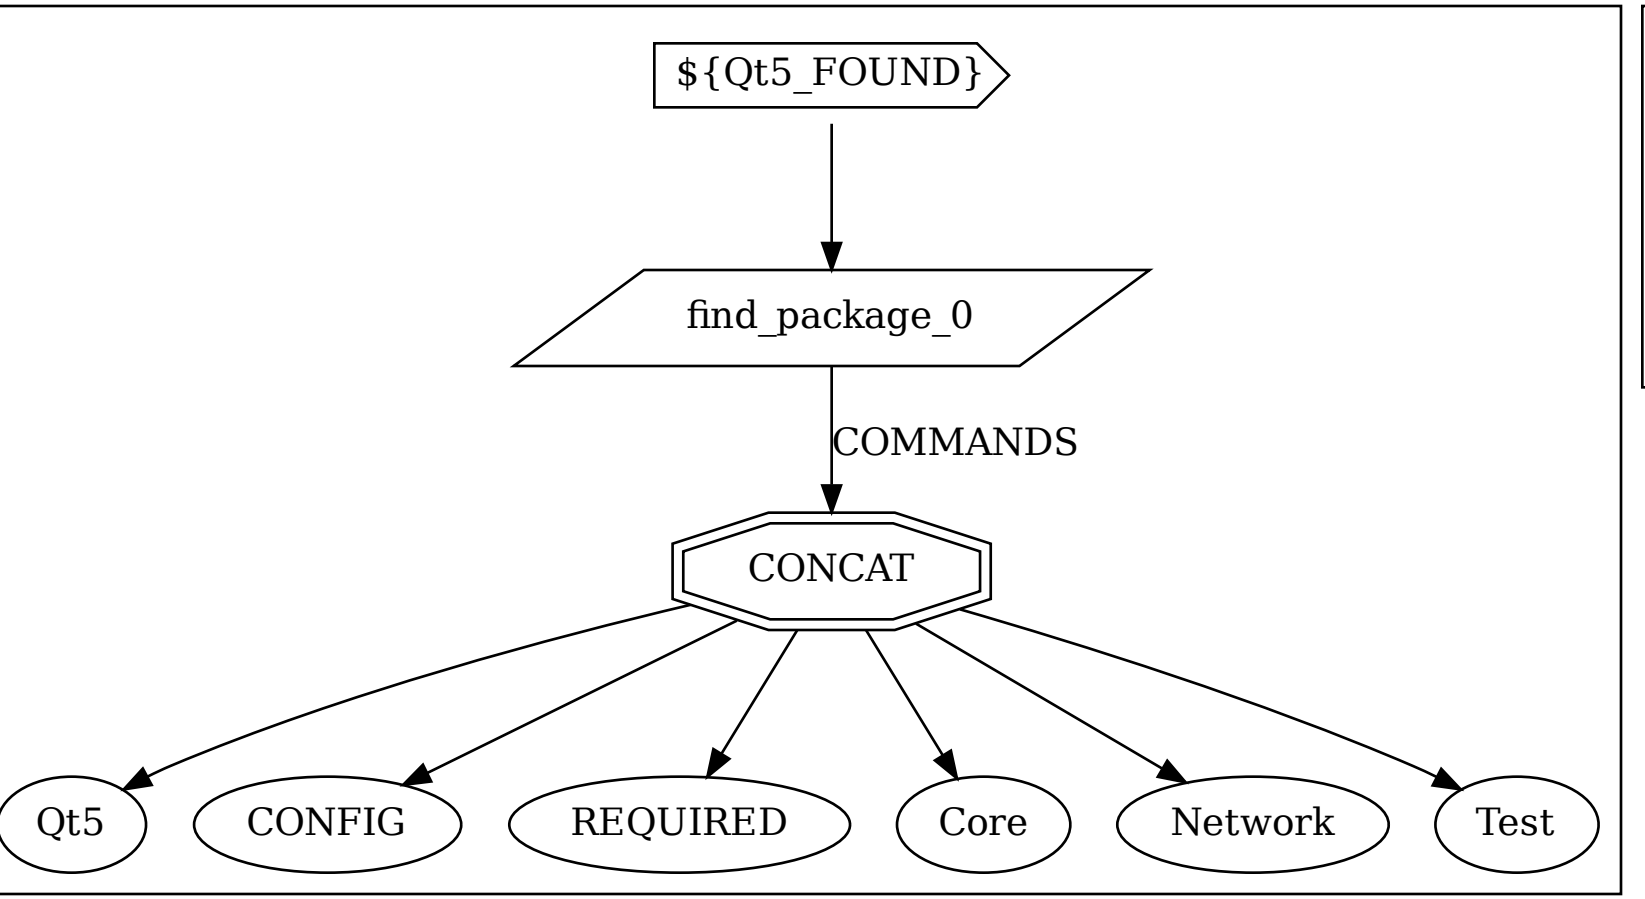 ${Qt5_FOUND}
find_package_0
COMMANDS
CONCAT
Qt5 CONFIG REQUIRED Core Network Test